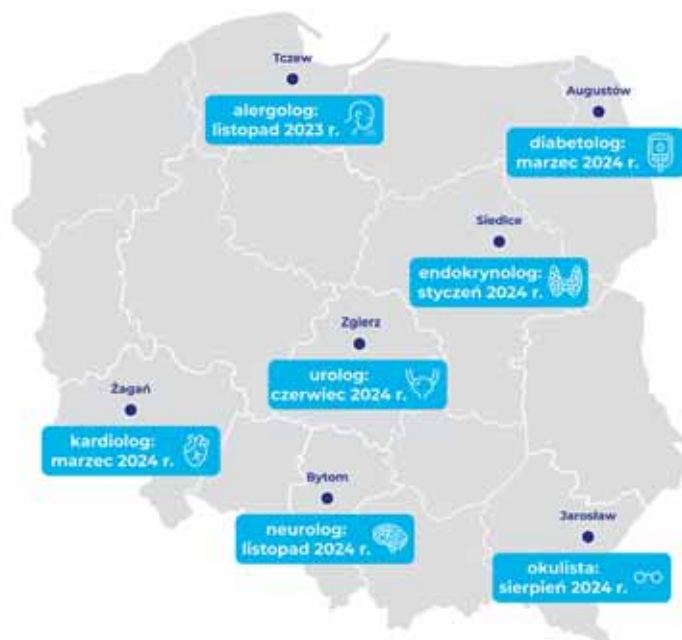 Tczew
alergolog:
listopad 2023 r.
Augustów
diabetolog:
marzec 2024 r.
Siedlce
endokrynolog:
styczeń 2024 r.
Zgierz
urolog:
czerwiec 2024 r.
Żagań
kardiolog:
marzec 2024 r.
Bytom
neurolog:
listopad 2024 r.
Jarosław
okulista:
sierpień 2024 r.